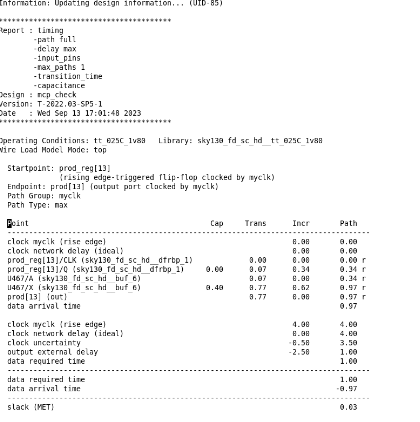 Information: Updating design information... (UID-85)
****************************************
Report : timing
-path full
-delay max
-input_pins
-max_paths 1
-transition_time
-capacitance
Design : mcp_check
Version: T-2022.03-SP5-1
Date : Wed Sep 13 17:01:40 2023
****************************************
Operating Conditions: tt_025C_1v80 Library: sky130_fd_sc_hd__tt_025C_1v80
Wire Load Model Mode: top
Startpoint: prod_reg[13]
(rising edge-triggered flip-flop clocked by myclk)
Endpoint: prod[13] (output port clocked by myclk)
Path Group: myclk
Path Type: max
Point Cap Trans Incr Path
--------------------------------------------------------------------------------
clock myclk (rise edge) 0.00 0.00
clock network delay (ideal) 0.00 0.00
prod_reg[13]/CLK (sky130_fd_sc_hd__dfrbp_1) 0.00 0.00 0.00 r
prod_reg[13]/Q (sky130_fd_sc_hd__dfrbp_1) 0.00 0.07 0.34 0.34 r
U467/A (sky130_fd_sc_hd__buf_6) 0.07 0.00 0.34 r
U467/X (sky130_fd_sc_hd__buf_6) 0.40 0.77 0.62 0.97 r
prod[13] (out) 0.77 0.00 0.97 r
data arrival time 0.97
clock myclk (rise edge) 4.00 4.00
clock network delay (ideal) 0.00 4.00
clock uncertainty -0.50 3.50
output external delay -2.50 1.00
data required time 1.00
--------------------------------------------------------------------------------
data required time 1.00
data arrival time -0.97
--------------------------------------------------------------------------------
slack (MET) 0.03